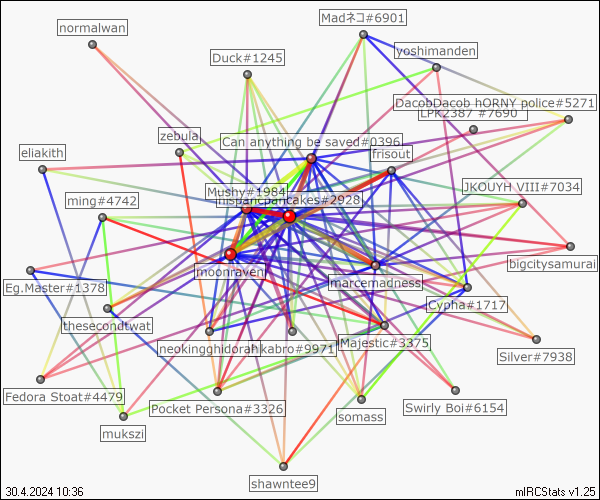 Madネコ#6901
normalwan
yoshimanden
Duck#1245
DacobDacob hORNY police#5271
LPK2387 #7690
zebula
Can anything be saved#0396
frisout
eliakith
Mushy#1984
JKOUYH VIII#7034
ming#4742
hispanicpancakes#2928
bigcitysamurai
moonraven
marcemadness
Eg.Master#1378
Cypha#1717
thesecondtwat
neokingghidorah
kabro#9971
Majestic#3375
Silver#7938
Fedora Stoat#4479
Pocket Persona#3326
somass
Swirly Boi#6154
mukszi
shawntee9
30.4.2024 10:36
mIRCStats v1.25